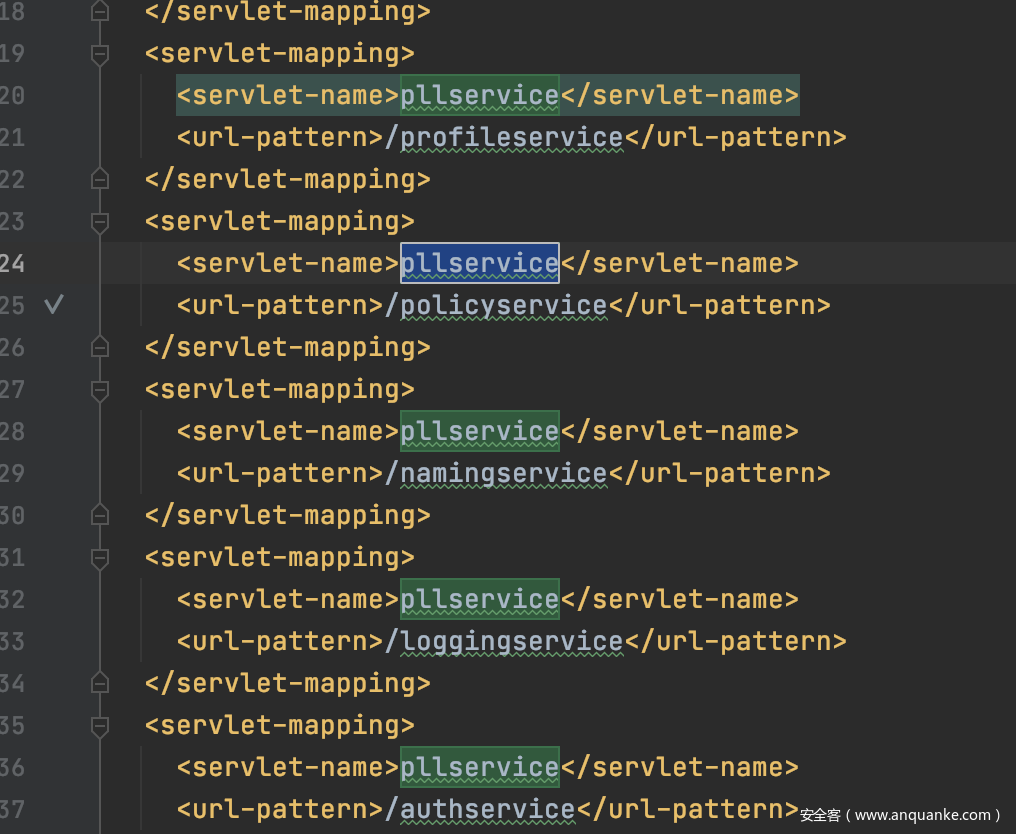 18 </servlet-mapping>
19 <servlet-mapping>
20 <servlet-name>pllservice</servlet-name>
21 <url-pattern>/profileservice</url-pattern>
22 </servlet-mapping>
23 <servlet-mapping>
24 <servlet-name>pllservice</servlet-name>
25 <url-pattern>/policyservice</url-pattern>
26 </servlet-mapping>
27 <servlet-mapping>
28 <servlet-name>pllservice</servlet-name>
29 <url-pattern>/namingservice</url-pattern>
30 </servlet-mapping>
31 <servlet-mapping>
32 <servlet-name>pllservice</servlet-name>
33 <url-pattern>/loggingservice</url-pattern>
34 </servlet-mapping>
35 <servlet-mapping>
36 <servlet-name>pllservice</servlet-name>
37 <url-pattern>/authservice</url-pattern>
安全客（www.anquanke.com）